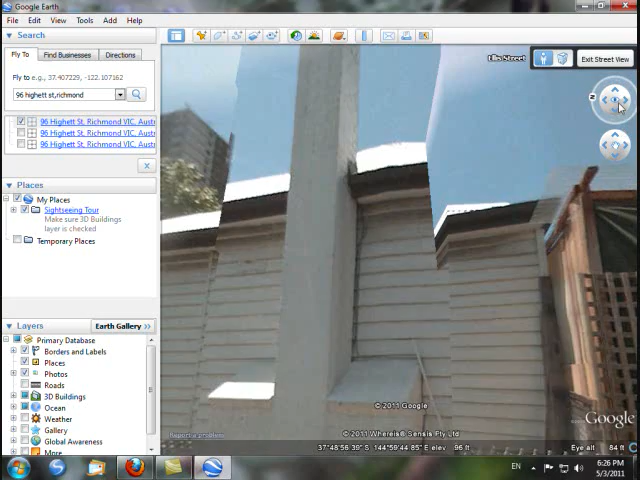 Google Earth
File Edit View Tools Add Help
Search
Fly To Find Businesses Directions
Fly to e.g., 37.407229, -122.107162
96 highett st,richmond
96 Highett St, Richmond VIC, Austr
96 Highett St, Richmond VIC, Austr
96 Highett St, Richmond VIC, Austr
Places
My Places
Sightseeing Tour
Make sure 3D Buildings
layer is checked
Temporary Places
Layers
Earth Gallery >>
Primary Database
Borders and Labels
Places
Photos
Roads
3D Buildings
Ocean
Weather
Gallery
Global Awareness
More
Ellis Street
Exit Street View
N
Report a problem
© 2011 Google
© 2011 Whereis® Sensis Pty Ltd
Google
37°48'56.39" S 144°59'44.85" E elev 96 ft
Eye alt 84 ft
EN
6:26 PM
5/3/2011